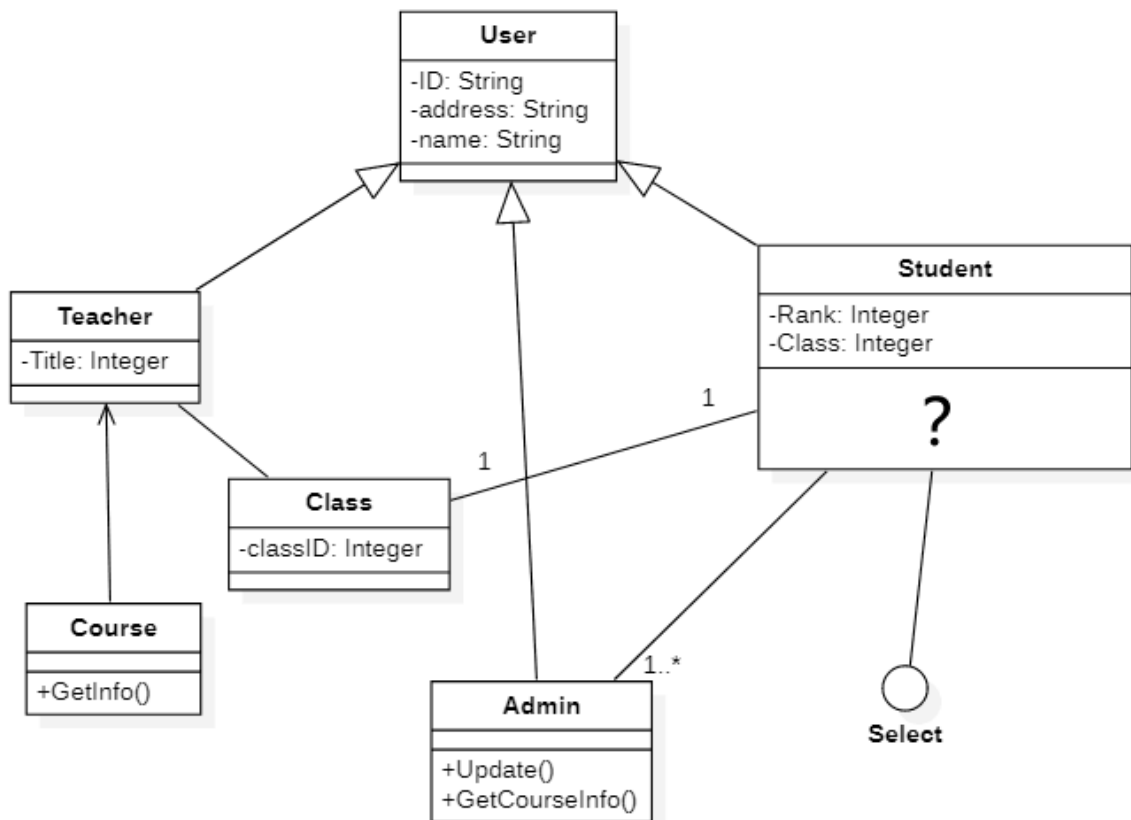 User
-ID: String
-address: String
-name: String
Student
-Rank: Integer
-Class: Integer
?
Teacher
-Title: Integer
1
1
Class
-classID: Integer
Course
+GetInfo()
1..*
Admin
+Update()
+GetCourseInfo()
Select